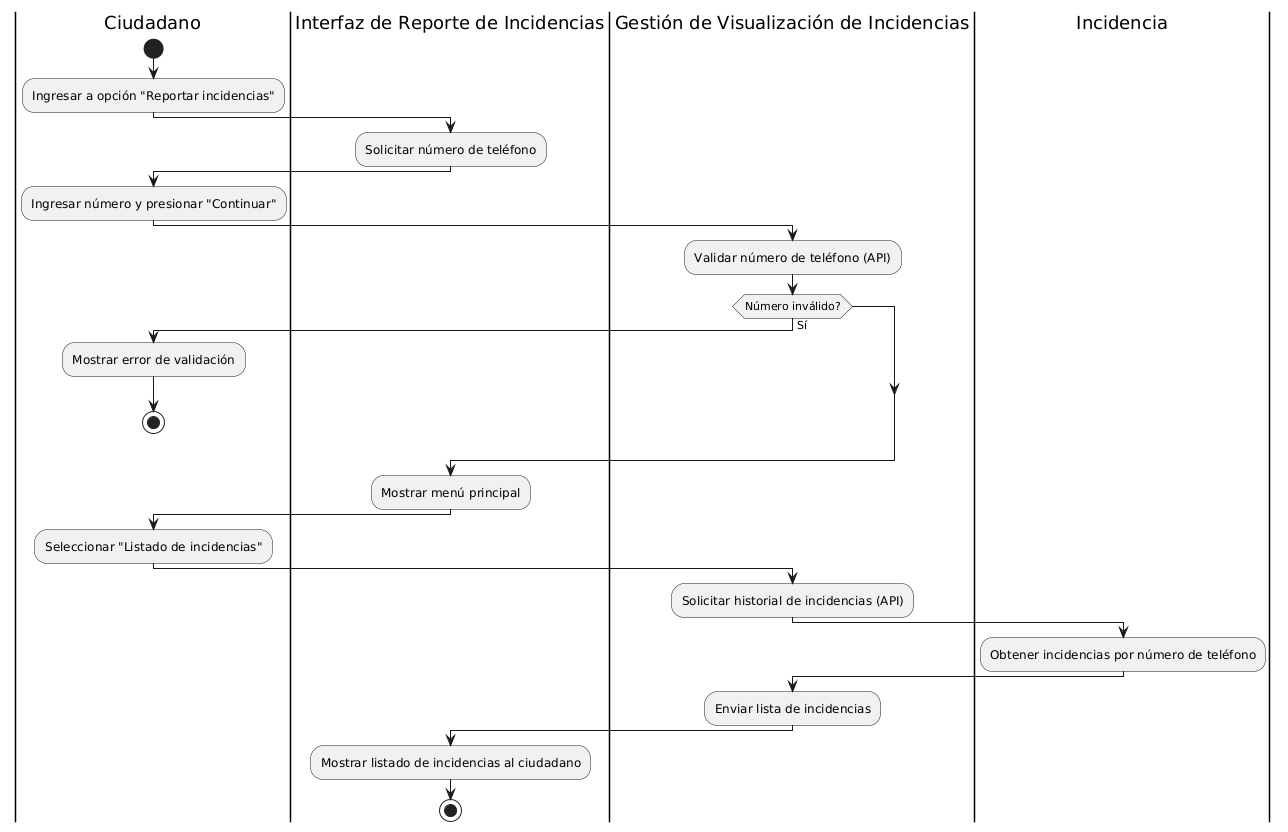 Ciudadano
Interfaz de Reporte de Incidencias
Gestión de Visualización de Incidencias
Incidencia
Ingresar a opción "Reportar incidencias"
Solicitar número de teléfono
Ingresar número y presionar "Continuar"
Validar número de teléfono (API)
Número inválido?
Sí
Mostrar error de validación
Mostrar menú principal
Seleccionar "Listado de incidencias"
Solicitar historial de incidencias (API)
Obtener incidencias por número de teléfono
Enviar lista de incidencias
Mostrar listado de incidencias al ciudadano